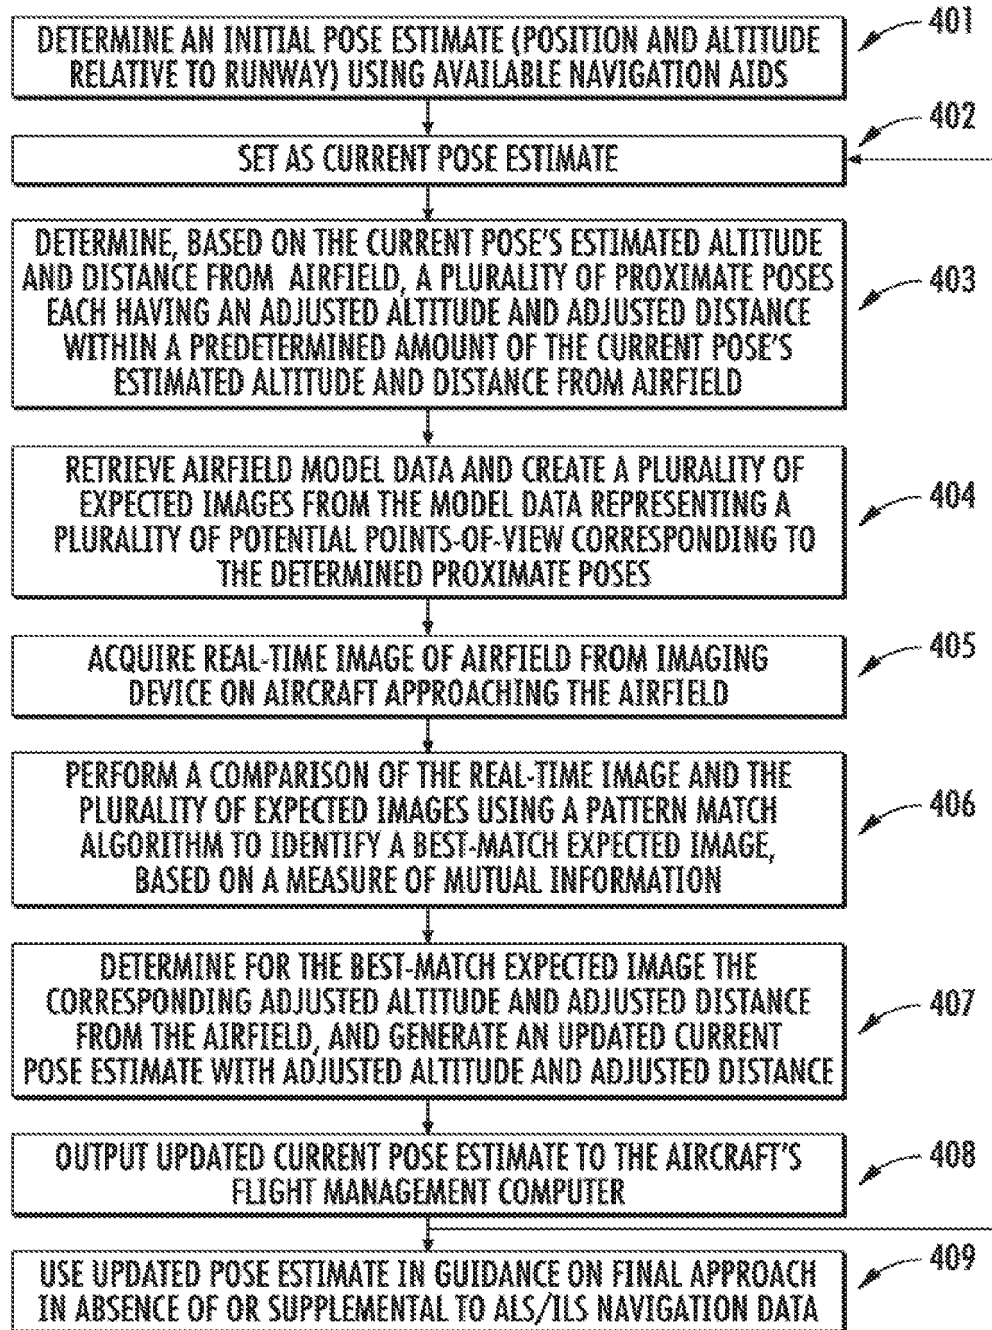 DETERMINE AN INITIAL POSE ESTIMATE (POSITION AND ALTITUDE
RELATIVE TO RUNWAY) USING AVAILABLE NAVIGATION AIDS
401
SET AS CURRENT POSE ESTIMATE
402
DETERMINE, BASED ON THE CURRENT POSE'S ESTIMATED ALTITUDE
AND DISTANCE FROM AIRFIELD, A PLURALITY OF PROXIMATE POSES
EACH HAVING AN ADJUSTED ALTITUDE AND ADJUSTED DISTANCE
WITHIN A PREDETERMINED AMOUNT OF THE CURRENT POSE'S
ESTIMATED ALTITUDE AND DISTANCE FROM AIRFIELD
403
RETRIEVE AIRFIELD MODEL DATA AND CREATE A PLURALITY OF
EXPECTED IMAGES FROM THE MODEL DATA REPRESENTING A
PLURALITY OF POTENTIAL POINTS-OF-VIEW CORRESPONDING TO
THE DETERMINED PROXIMATE POSES
404
ACQUIRE REAL-TIME IMAGE OF AIRFIELD FROM IMAGING
DEVICE ON AIRCRAFT APPROACHING THE AIRFIELD
405
PERFORM A COMPARISON OF THE REAL-TIME IMAGE AND THE
PLURALITY OF EXPECTED IMAGES USING A PATTERN MATCH
ALGORITHM TO IDENTIFY A BEST-MATCH EXPECTED IMAGE,
BASED ON A MEASURE OF MUTUAL INFORMATION
406
DETERMINE FOR THE BEST-MATCH EXPECTED IMAGE THE
CORRESPONDING ADJUSTED ALTITUDE AND ADJUSTED DISTANCE
FROM THE AIRFIELD, AND GENERATE AN UPDATED CURRENT
POSE ESTIMATE WITH ADJUSTED ALTITUDE AND ADJUSTED DISTANCE
407
OUTPUT UPDATED CURRENT POSE ESTIMATE TO THE AIRCRAFT'S
FLIGHT MANAGEMENT COMPUTER
408
USE UPDATED POSE ESTIMATE IN GUIDANCE ON FINAL APPROACH
IN ABSENCE OF OR SUPPLEMENTAL TO ALS/ILS NAVIGATION DATA
409